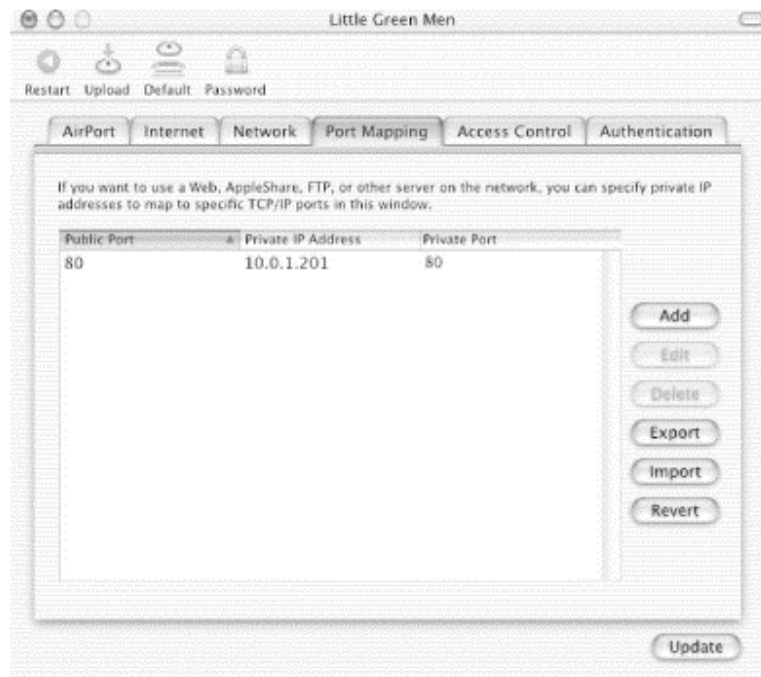 Little Green Men
Restart Upload Default Password
AirPort Internet Network Port Mapping Access Control Authentication
If you want to use a Web, AppleShare, FTP, or other server on the network, you can specify private IP
addresses to map to specific TCP/IP ports in this window.
Public Port Private IP Address Private Port
80 10.0.1.201 80
Add
Edit
Delete
Export
Import
Revert
Update